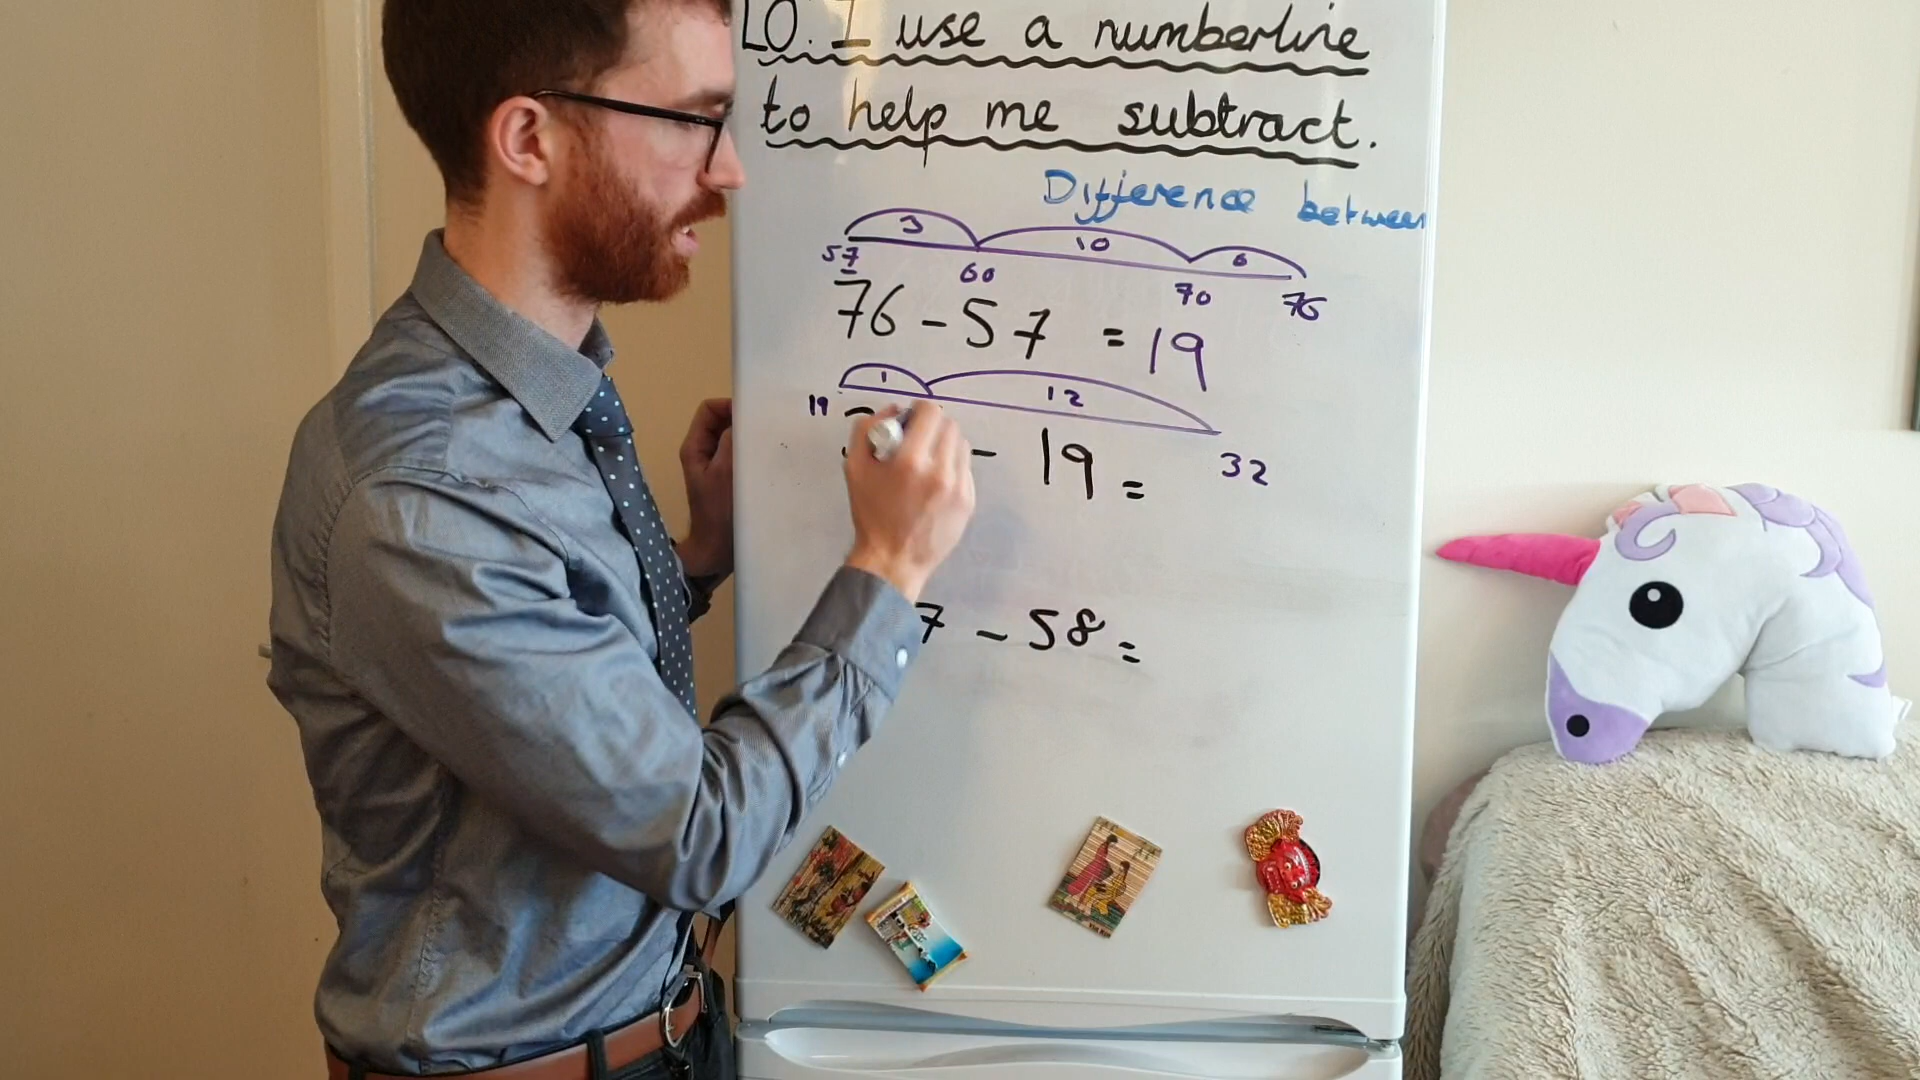 LO: I use a numberline
to help me subtract.
Difference between
3 10 6
57 60 70 76
76 - 57 = 19
1 12
19 32
- 19 =
7 - 58 =